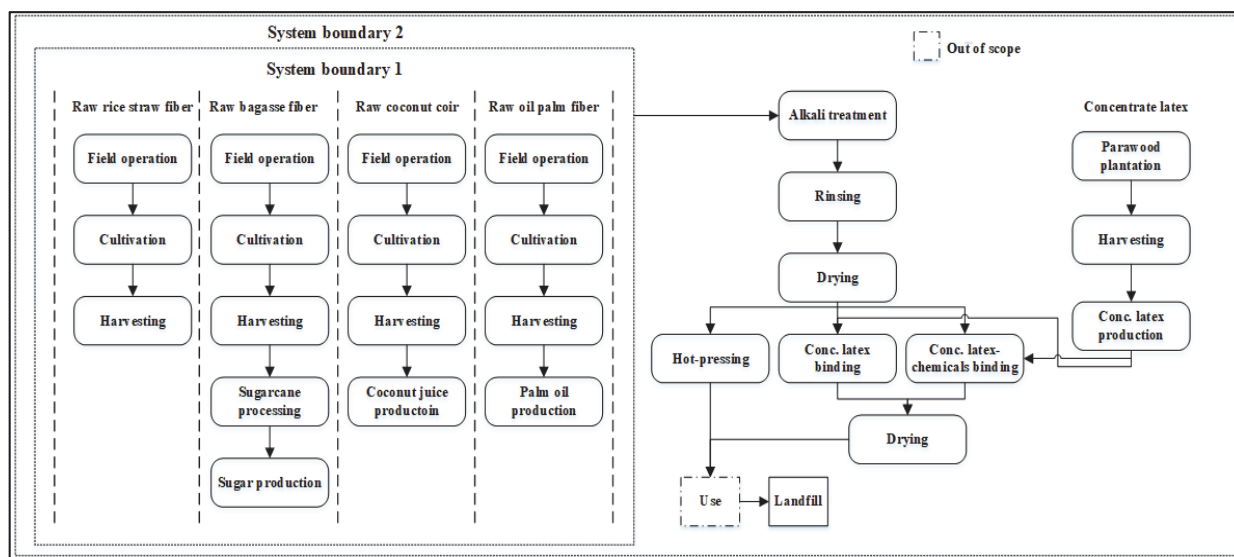 System boundary 2
Out of scope
System boundary 1
Raw rice straw fiber
Raw bagasse fiber
Raw coconut coir
Raw oil palm fiber
Concentrate latex
Field operation
Field operation
Field operation
Field operation
Alkali treatment
Parawood
plantation
Cultivation
Cultivation
Cultivation
Cultivation
Rinsing
Harvesting
Harvesting
Harvesting
Harvesting
Harvesting
Drying
Conc. latex
production
Hot-pressing
Conc. latex
binding
Conc. latex-
chemicals binding
Sugarcane
processing
Coconut juice
productoin
Palm oil
production
Drying
Sugar production
Use
Landfill